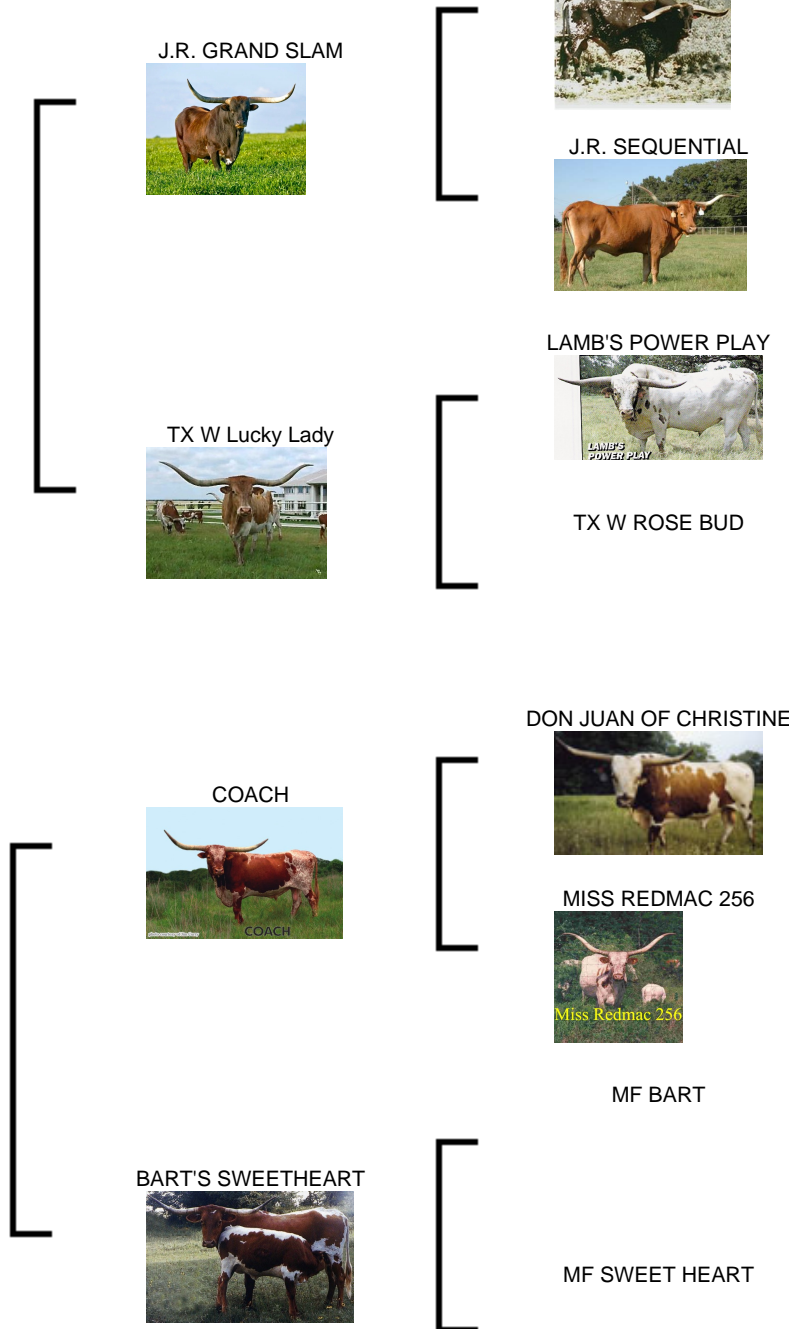 J.R. GRAND SLAM
J.R. SEQUENTIAL
LAMB'S POWER PLAY
LAMB'S
POWER PLAY
TX W Lucky Lady
TX W ROSE BUD
DON JUAN OF CHRISTINE
COACH
COACH
MISS REDMAC 256
Miss Redmac 256
MF BART
BART'S SWEETHEART
MF SWEET HEART